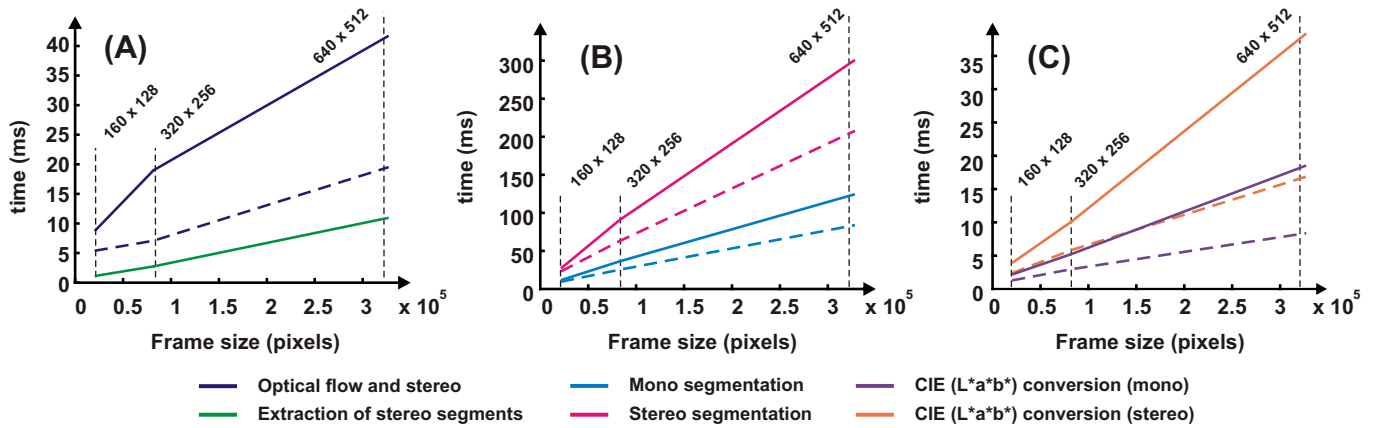 (A)
time (ms)
40
35
30
25
20
15
10
5
0
160 x 128
320 x 256
640 x 512
0 0.5 1 1.5 2 2.5 3 x 10^5
Frame size (pixels)
(B)
time (ms)
300
250
200
150
100
50
0
160 x 128
320 x 256
640 x 512
0 0.5 1 1.5 2 2.5 3 x 10^5
Frame size (pixels)
(C)
time (ms)
35
30
25
20
15
10
5
0
160 x 128
320 x 256
640 x 512
0 0.5 1 1.5 2 2.5 3 x 10^5
Frame size (pixels)
Optical flow and stereo
Extraction of stereo segments
Mono segmentation
Stereo segmentation
CIE (L*a*b*) conversion (mono)
CIE (L*a*b*) conversion (stereo)